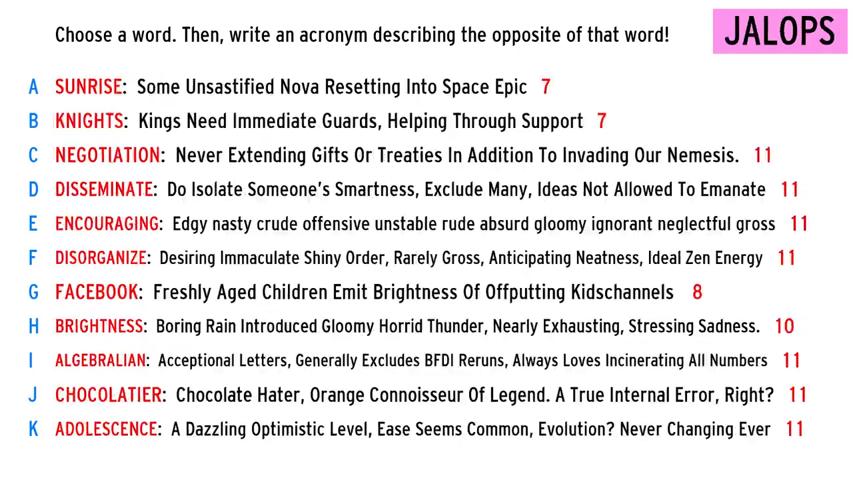 Choose a word. Then, write an acronym describing the opposite of that word!
JALOPS
A SUNRISE: Some Unsastified Nova Resetting Into Space Epic 7
B KNIGHTS: Kings Need Immediate Guards, Helping Through Support 7
C NEGOTIATION: Never Extending Gifts Or Treaties In Addition To Invading Our Nemesis. 11
D DISSEMINATE: Do Isolate Someone's Smartness, Exclude Many, Ideas Not Allowed To Emanate 11
E ENCOURAGING: Edgy nasty crude offensive unstable rude absurd gloomy ignorant neglectful gross 11
F DISORGANIZE: Desiring Immaculate Shiny Order, Rarely Gross, Anticipating Neatness, Ideal Zen Energy 11
G FACEBOOK: Freshly Aged Children Emit Brightness Of Offputting Kidschannels 8
H BRIGHTNESS: Boring Rain Introduced Gloomy Horrid Thunder, Nearly Exhausting, Stressing Sadness. 10
I ALGEBRALIAN: Acceptional Letters, Generally Excludes BFDI Reruns, Always Loves Incinerating All Numbers 11
J CHOCOLATIER: Chocolate Hater, Orange Connoisseur Of Legend. A True Internal Error, Right? 11
K ADOLESCENCE: A Dazzling Optimistic Level, Ease Seems Common, Evolution? Never Changing Ever 11